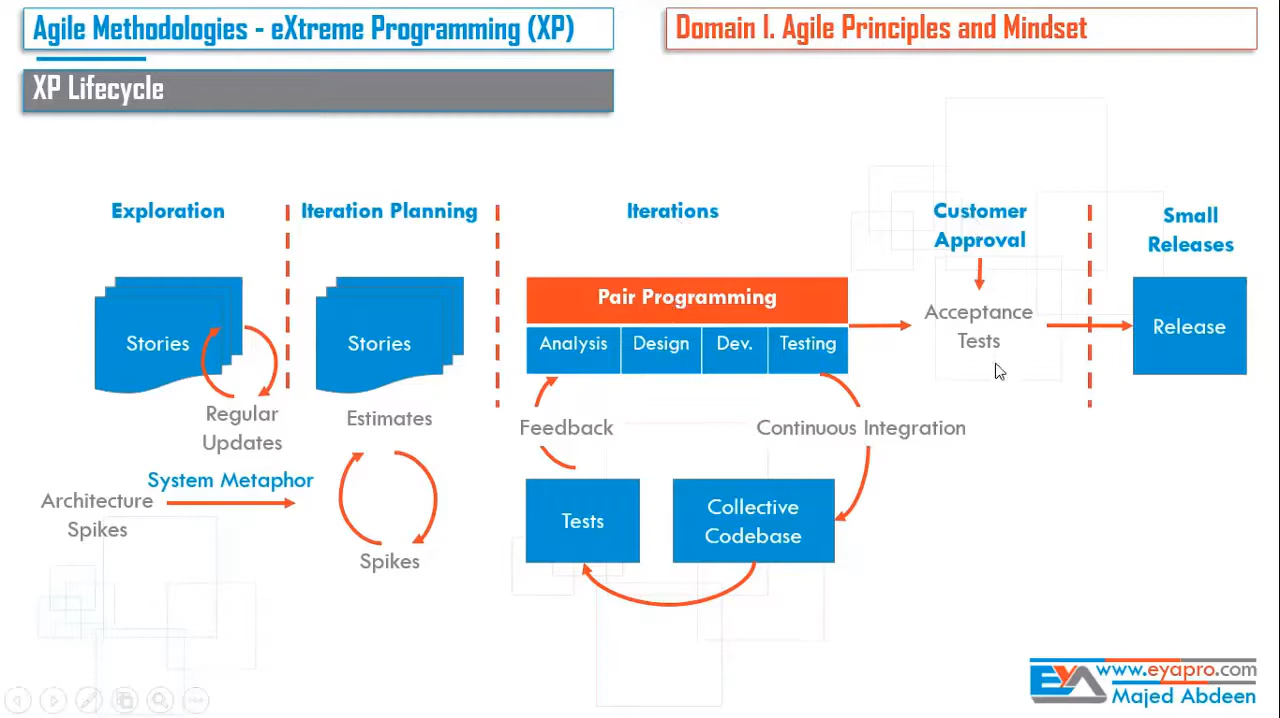 Agile Methodologies - eXtreme Programming (XP)
Domain I. Agile Principles and Mindset
XP Lifecycle
Exploration
Iteration Planning
Iterations
Customer
Approval
Small
Releases
Stories
Stories
Pair Programming
Analysis
Design
Dev.
Testing
Acceptance
Tests
Release
Regular
Updates
Estimates
Feedback
Continuous Integration
System Metaphor
Architecture
Spikes
Spikes
Tests
Collective
Codebase
EYA
www.eyapro.com
Majed Abdeen